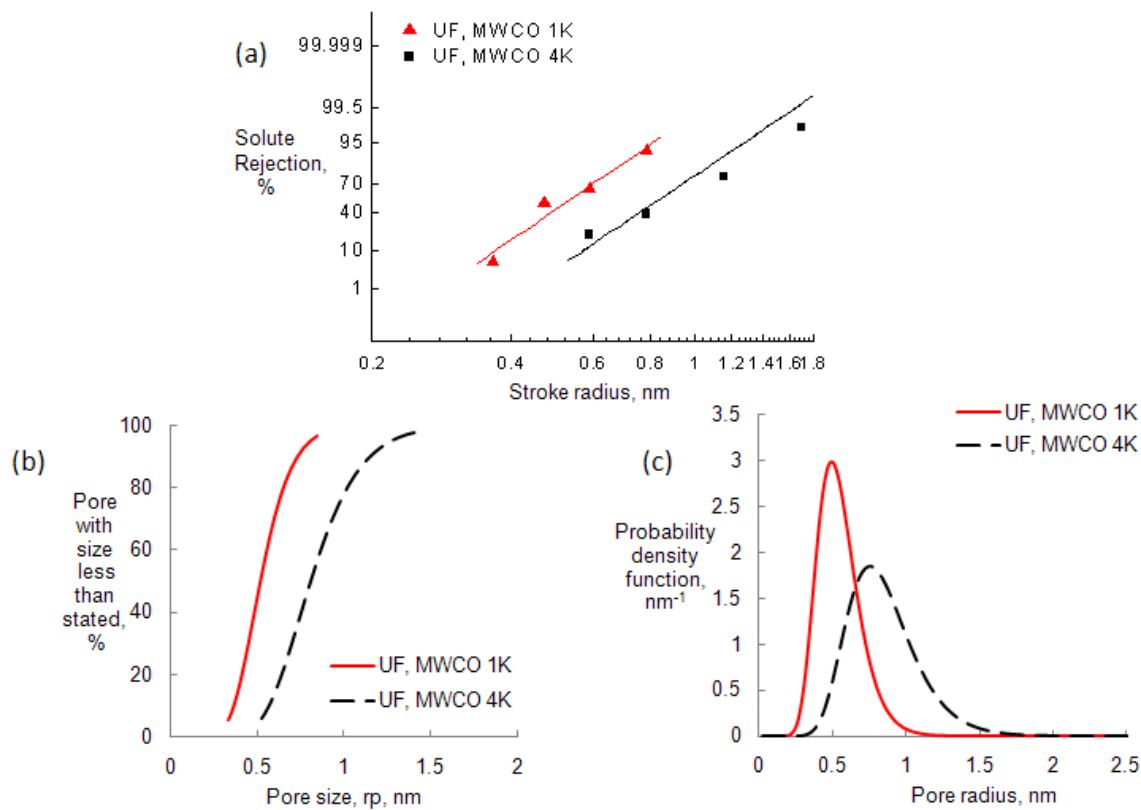 (a)
UF, MWCO 1K
UF, MWCO 4K
99.999
99.5
95
70
40
10
1
Solute
Rejection,
%
0.2 0.4 0.6 0.8 1 1.2 1.4 1.6 1.8
Stroke radius, nm
(b)
100
80
60
40
20
0
Pore
with
size
less
than
stated,
%
UF, MWCO 1K
UF, MWCO 4K
0 0.5 1 1.5 2
Pore size, rp, nm
(c)
UF, MWCO 1K
UF, MWCO 4K
3.5
3
2.5
2
1.5
1
0.5
0
Probability
density
function,
nm⁻¹
0 0.5 1 1.5 2 2.5
Pore radius, nm